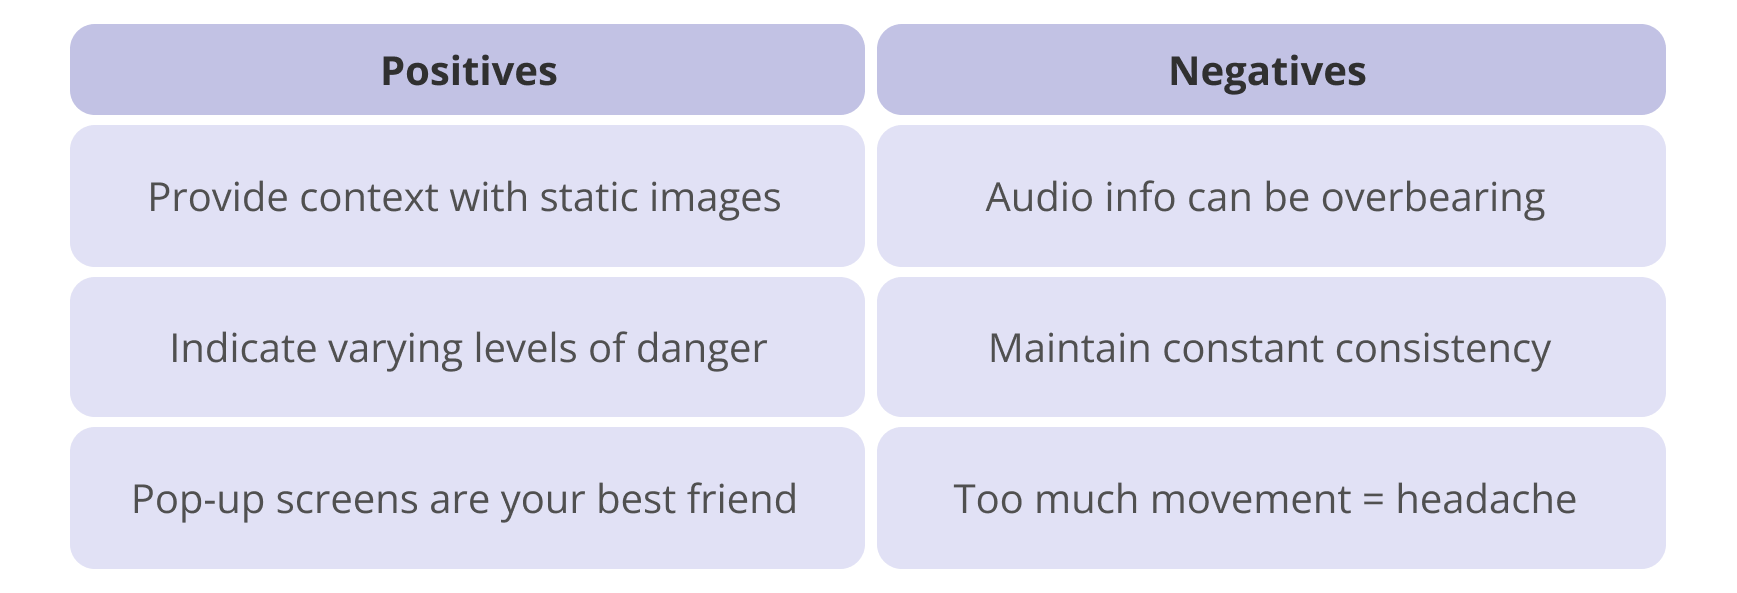 Positives
Negatives
Provide context with static images
Audio info can be overbearing
Indicate varying levels of danger
Maintain constant consistency
Pop-up screens are your best friend
Too much movement = headache